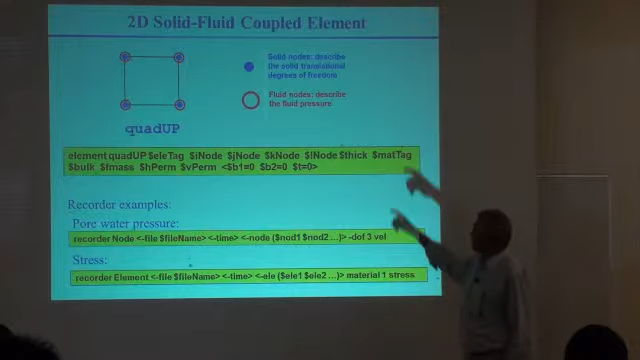 2D Solid-Fluid Coupled Element
Solid nodes: describe
the solid translational
degrees of freedom
Fluid nodes: describe
the fluid pressure
quadUP
element quadUP $eleTag $iNode $jNode $kNode $lNode $thick $matTag
$bulk $fmass $hPerm $vPerm <$b1=0 $b2=0 $t=0>
Recorder examples:
Pore water pressure:
recorder Node <-file $fileName> <-time> <-node ($nod1 $nod2 ...)> -dof 3 vel
Stress:
recorder Element <-file $fileName> <-time> <-ele ($ele1 $ele2 ...)> material 1 stress